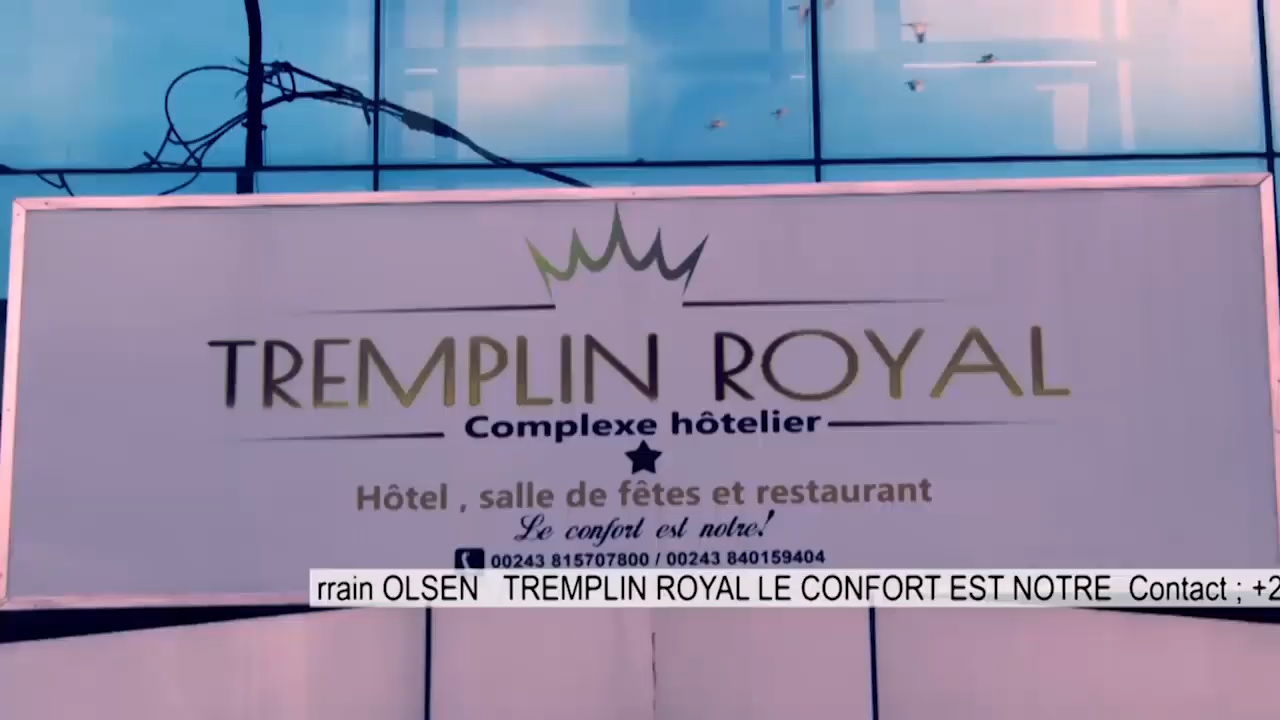 TREMPLIN ROYAL
Complexe hôtelier
Hôtel , salle de fêtes et restaurant
Le confort est notre!
00243 815707800 / 00243 840159404
rrain OLSEN TREMPLIN ROYAL LE CONFORT EST NOTRE Contact ; +2